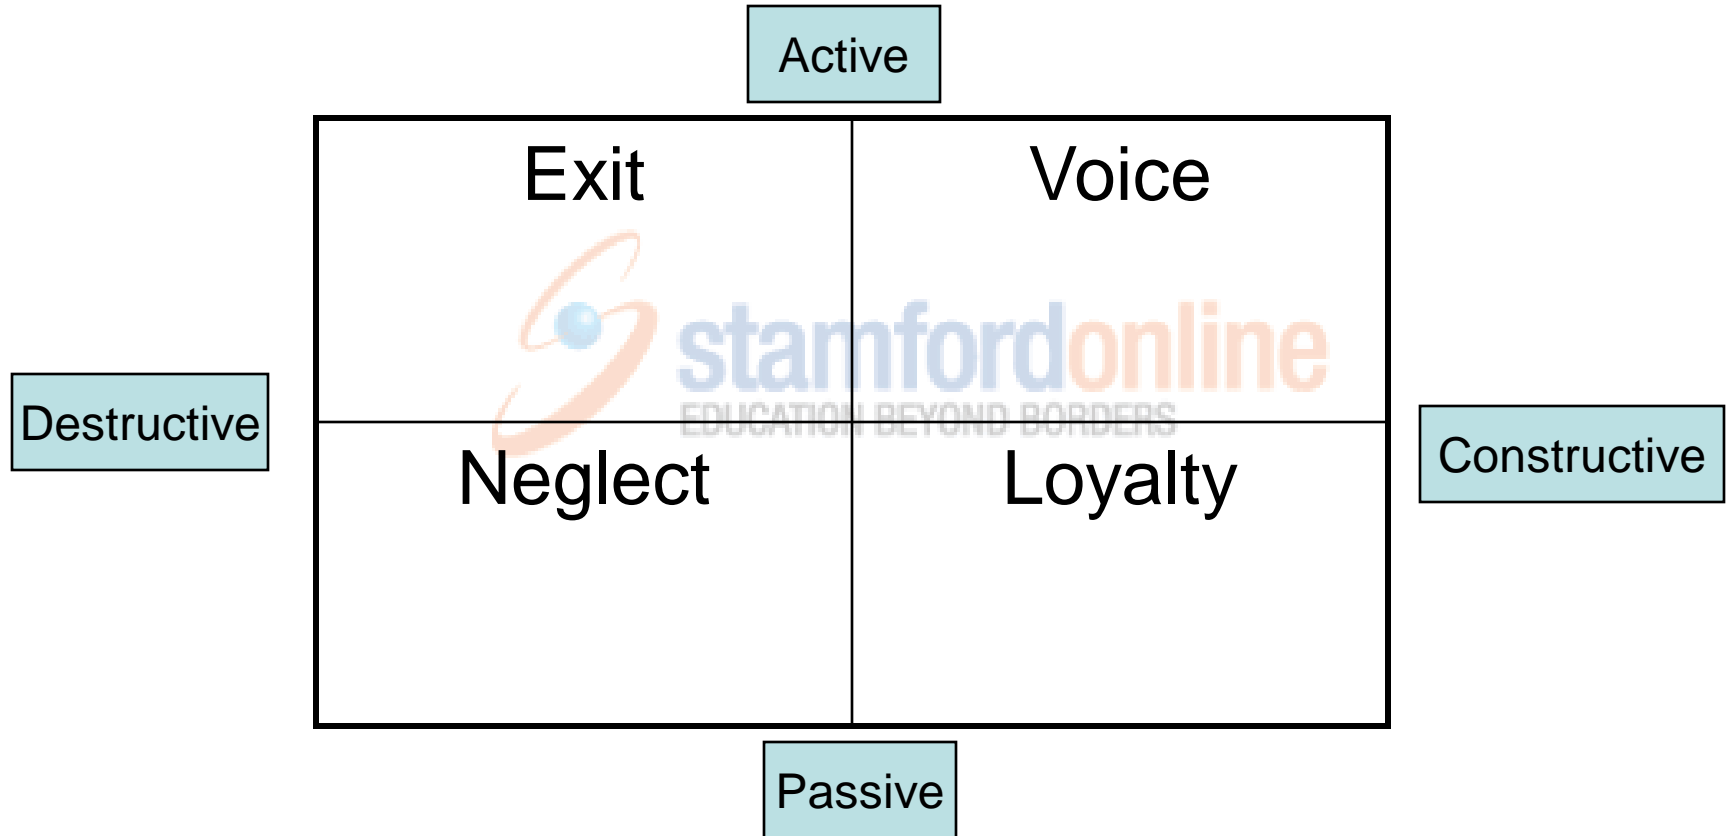 Active
Exit
Voice
stamfordonline
EDUCATION BEYOND BORDERS
Destructive
Constructive
Neglect
Loyalty
Passive